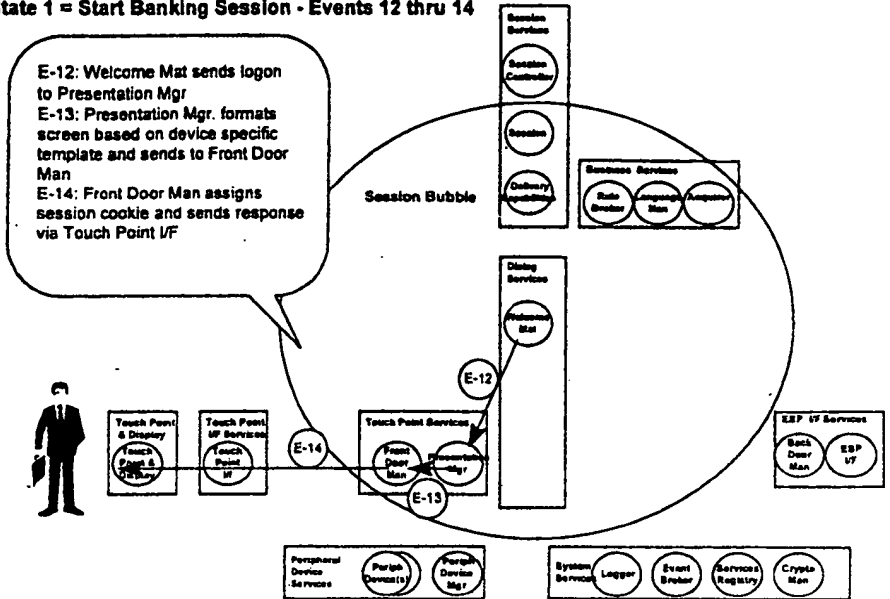 tate 1 = Start Banking Session - Events 12 thru 14
E-12: Welcome Mat sends logon
to Presentation Mgr
E-13: Presentation Mgr. formats
screen based on device specific
template and sends to Front Door
Man
E-14: Front Door Man assigns
session cookie and sends response
via Touch Point I/F
Session
Services
Session
Controller
Session
Delivery
Session Bubble
Business Services
Rule
Broker
Language
Man
Dialog
Services
Welcome
Mat
E-12
Touch Point
& Display
Touch
Point &
Display
Touch Point
I/F Services
Touch
Point
I/f
E-14
Touch Point Services
Front
Door
Man
Presentation
Mgr
E-13
ESP I/F Services
Back
Door
Man
ESP
I/F
Peripheral
Device
Services
Periph
Device(s)
Periph
Device
Mgr
System
Services
Logger
Event
Broker
Services
Registry
Crypto
Man